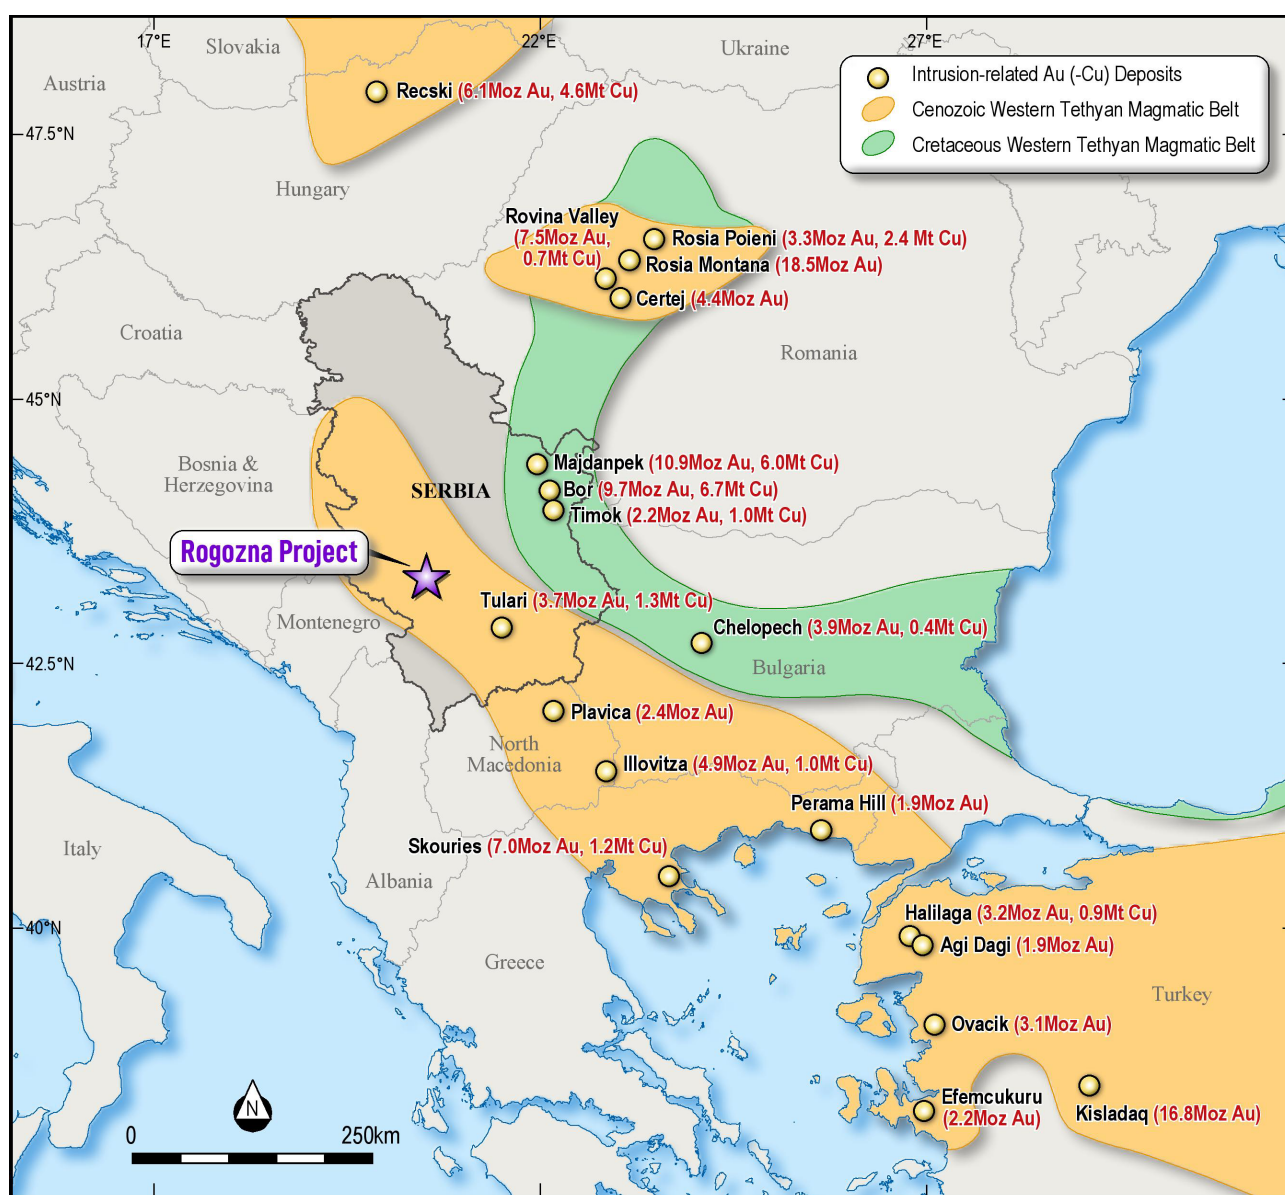 17°E
22°E
27°E
Slovakia
Ukraine
Austria
Intrusion-related Au (-Cu) Deposits
Cenozoic Western Tethyan Magmatic Belt
Cretaceous Western Tethyan Magmatic Belt
Recski (6.1Moz Au, 4.6Mt Cu)
47.5°N
Hungary
Rovina Valley
(7.5Moz Au,
0.7Mt Cu)
Rosia Poieni (3.3Moz Au, 2.4 Mt Cu)
Rosia Montana (18.5Moz Au)
Certej (4.4Moz Au)
Croatia
Romania
45°N
Bosnia &
Herzegovina
SERBIA
Majdanpek (10.9Moz Au, 6.0Mt Cu)
Bor (9.7Moz Au, 6.7Mt Cu)
Timok (2.2Moz Au, 1.0Mt Cu)
Rogozna Project
Tulari (3.7Moz Au, 1.3Mt Cu)
Montenegro
Chelopech (3.9Moz Au, 0.4Mt Cu)
42.5°N
Bulgaria
Plavica (2.4Moz Au)
North
Macedonia
Illovitza (4.9Moz Au, 1.0Mt Cu)
Perama Hill (1.9Moz Au)
Skouries (7.0Moz Au, 1.2Mt Cu)
Italy
Albania
40°N
Halilaga (3.2Moz Au, 0.9Mt Cu)
Agi Dagi (1.9Moz Au)
Greece
Turkey
Ovacik (3.1Moz Au)
Efemcukuru
(2.2Moz Au)
Kisladaq (16.8Moz Au)
N
0
250km